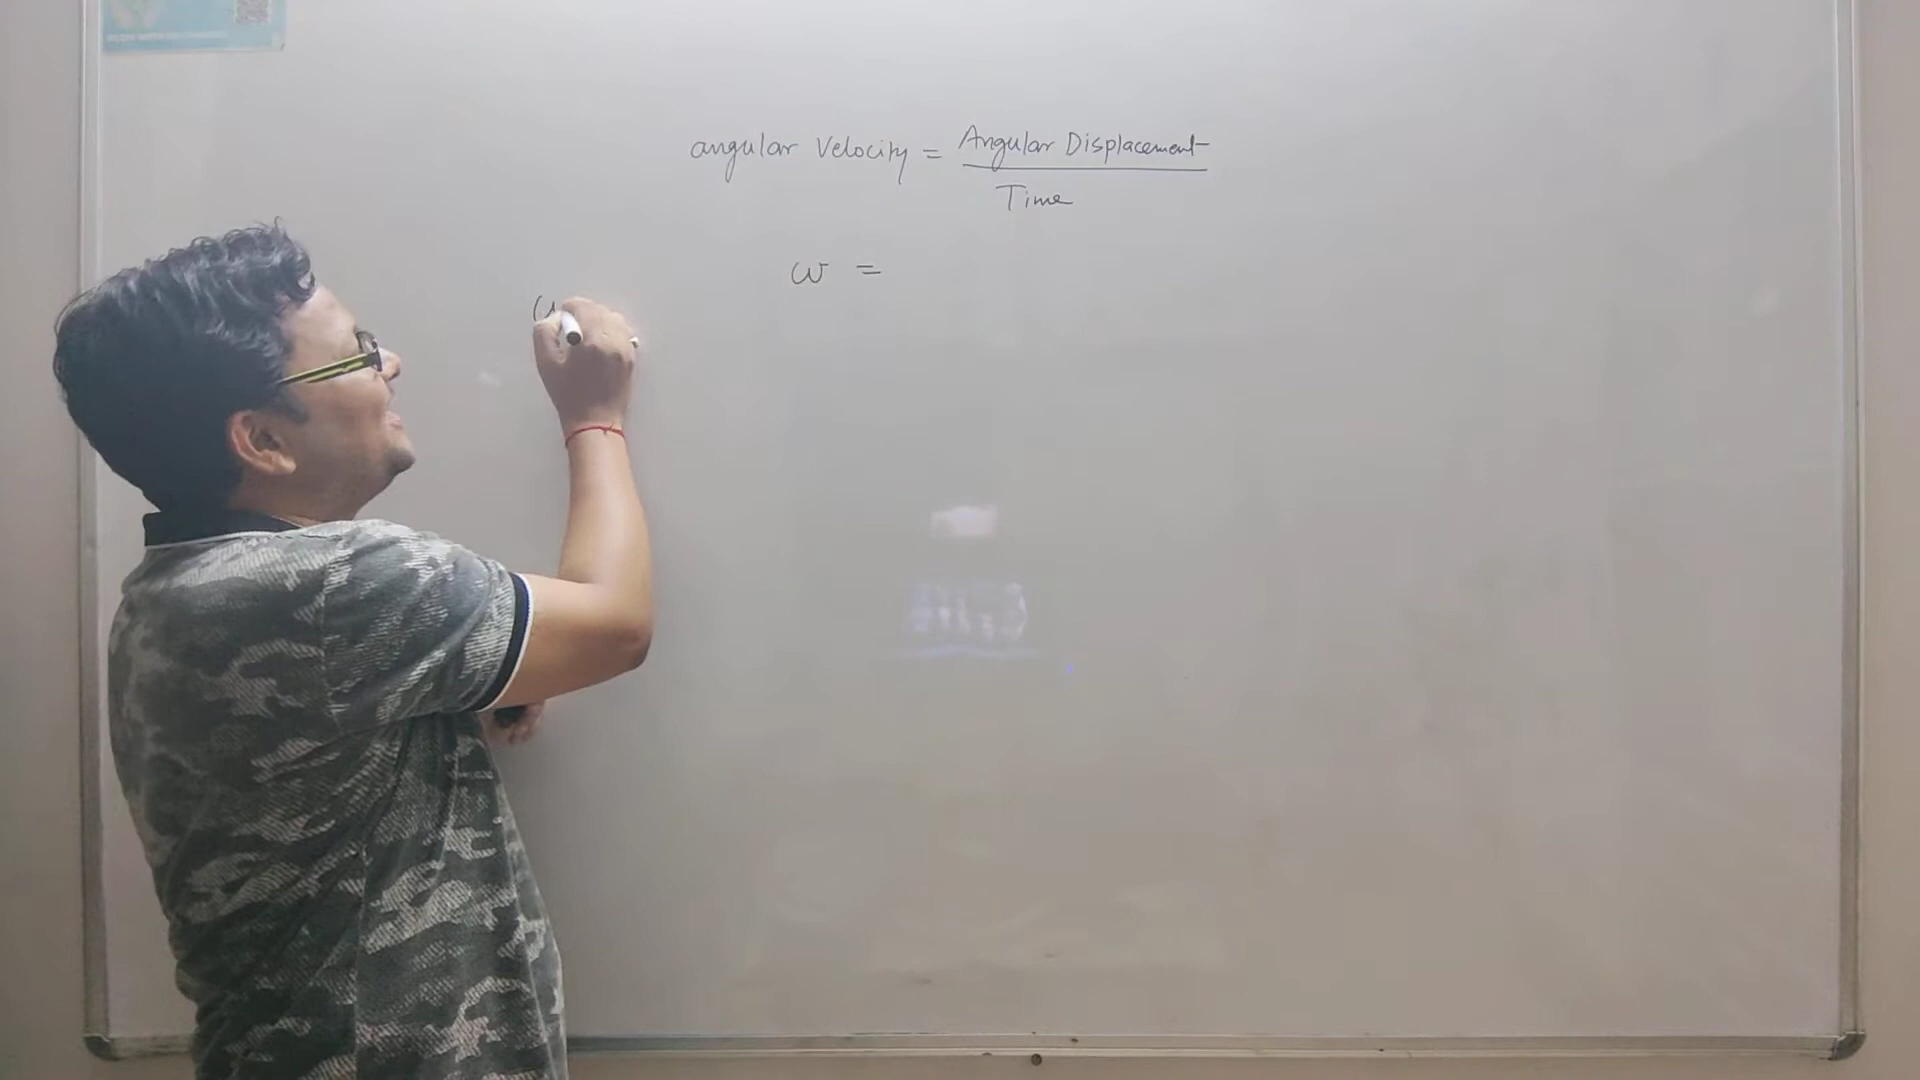 angular Velocity = Angular Displacement
Time
ω =